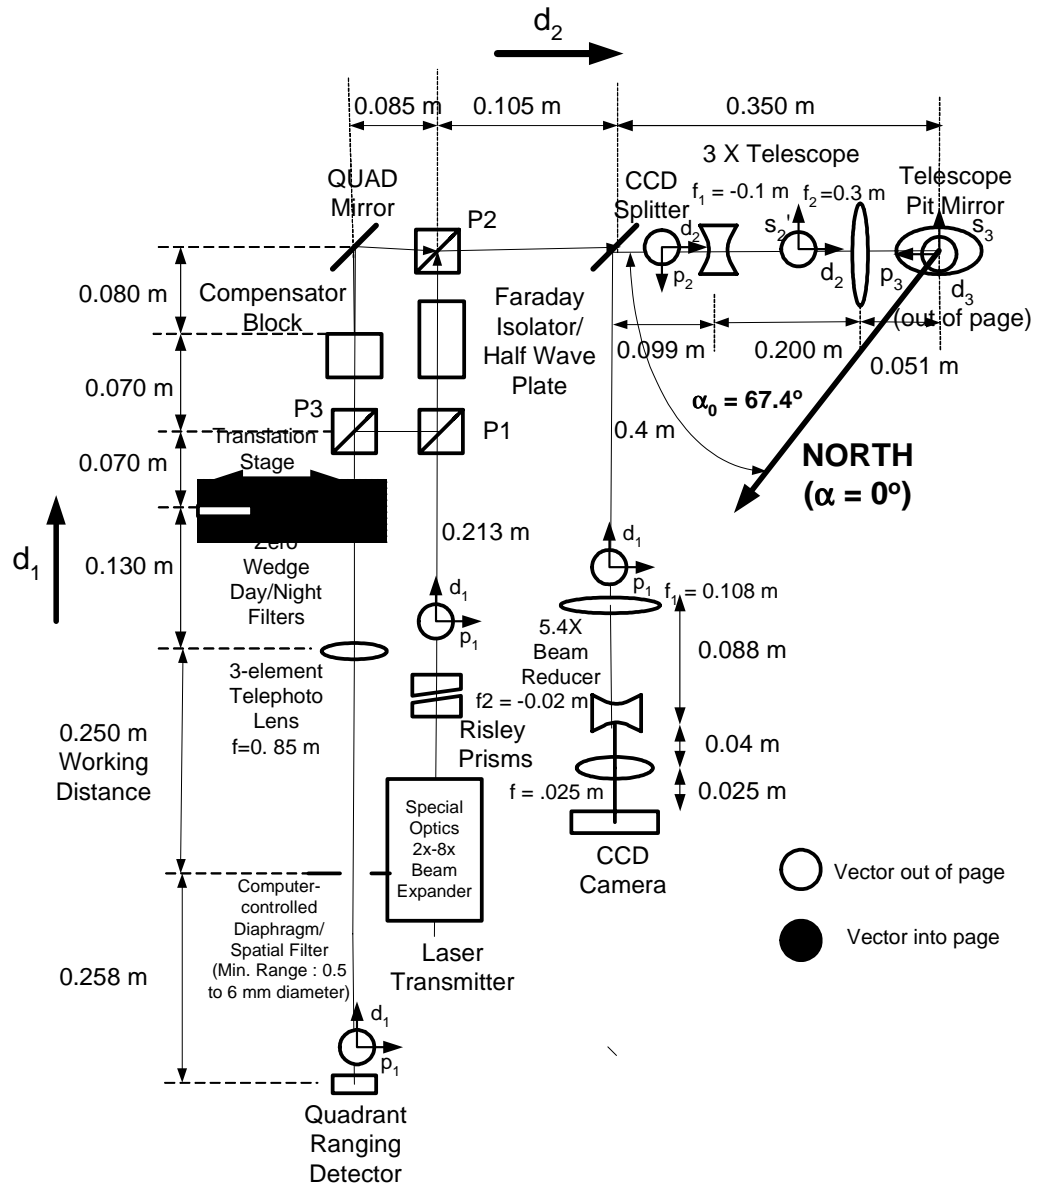 d2
0.085 m
0.105 m
0.350 m
3 X Telescope
QUAD
Mirror
P2
CCD
Splitter
f1 = -0.1 m
f2=0.3 m
Telescope
Pit Mirror
d2
p2
s2'
d2
s3
p3
d3
(out of page)
0.080 m
Compensator
Block
Faraday
Isolator/
Half Wave
Plate
0.099 m
0.200 m
0.051 m
0.070 m
α0 = 67.4o
P3
P1
0.4 m
Translation
Stage
NORTH
(α = 0o)
0.070 m
d1
0.130 m
Zero
Wedge
Day/Night
Filters
0.213 m
d1
p1
d1
p1
f1 = 0.108 m
5.4X
Beam
Reducer
0.088 m
3-element
Telephoto
Lens
f=0. 85 m
f2 = -0.02 m
Risley
Prisms
0.250 m
Working
Distance
0.04 m
f = .025 m
0.025 m
Special
Optics
2x-8x
Beam
Expander
CCD
Camera
Vector out of page
Computer-
controlled
Diaphragm/
Spatial Filter
(Min. Range : 0.5
to 6 mm diameter)
Laser
Transmitter
Vector into page
0.258 m
d1
p1
Quadrant
Ranging
Detector